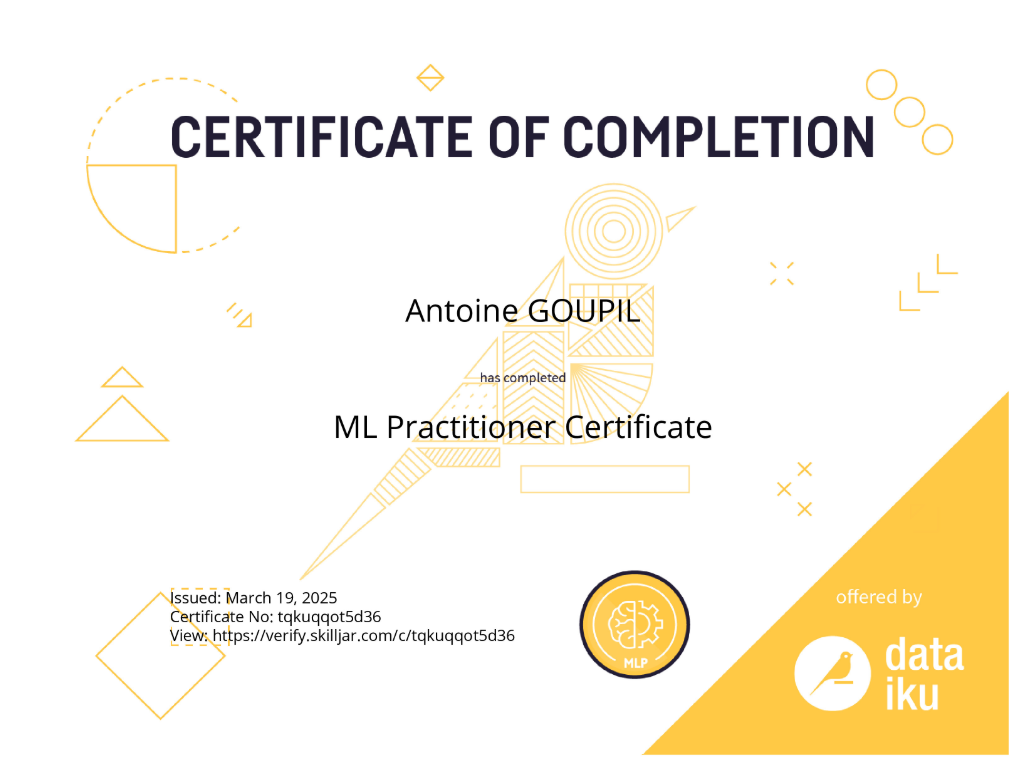 CERTIFICATE OF COMPLETION
Antoine GOUPIL
has completed
ML Practitioner Certificate
Issued: March 19, 2025
Certificate No: tqkuqqot5d36
View: https://verify.skilljar.com/c/tqkuqqot5d36
MLP
offered by
data
iku